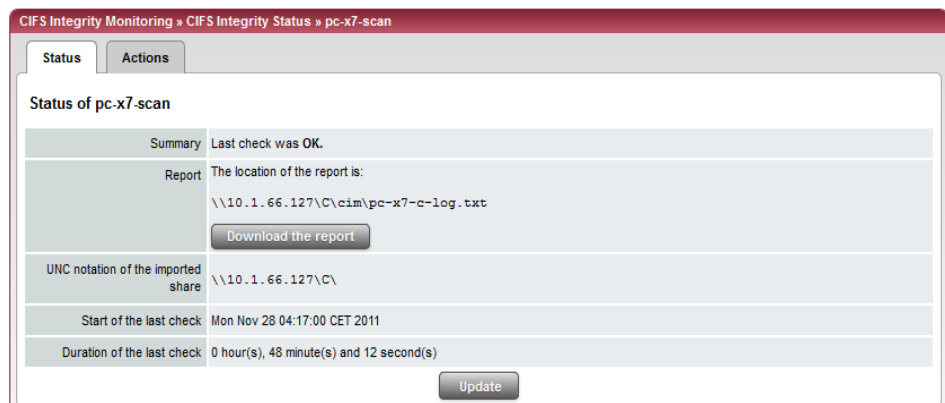 CIFS Integrity Monitoring » CIFS Integrity Status » pc-x7-scan
Status Actions
Status of pc-x7-scan
Summary Last check was OK.
Report The location of the report is:
\\10.1.66.127\C\cim\pc-x7-c-log.txt
Download the report
UNC notation of the imported
share \\10.1.66.127\C\
Start of the last check Mon Nov 28 04:17:00 CET 2011
Duration of the last check 0 hour(s), 48 minute(s) and 12 second(s)
Update